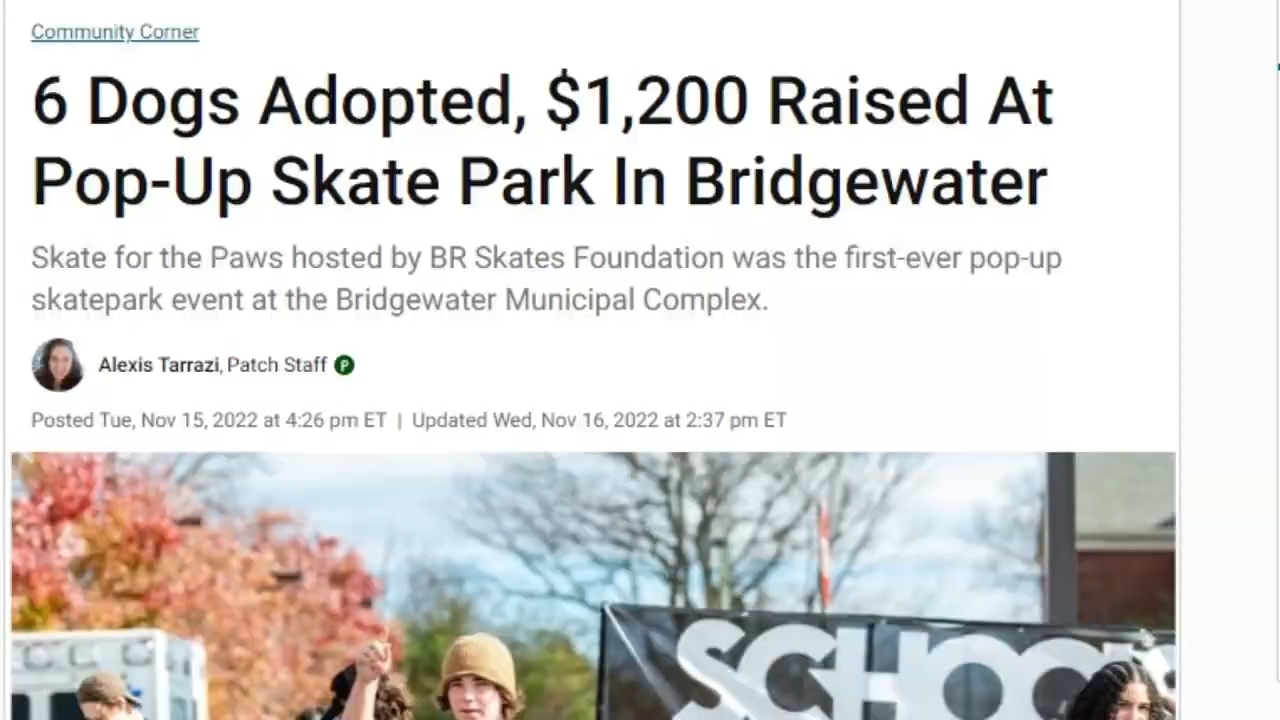 Community Corner
6 Dogs Adopted, $1,200 Raised At
Pop-Up Skate Park In Bridgewater
Skate for the Paws hosted by BR Skates Foundation was the first-ever pop-up
skatepark event at the Bridgewater Municipal Complex.
Alexis Tarrazi, Patch Staff P
Posted Tue, Nov 15, 2022 at 4:26 pm ET | Updated Wed, Nov 16, 2022 at 2:37 pm ET
SCHOO